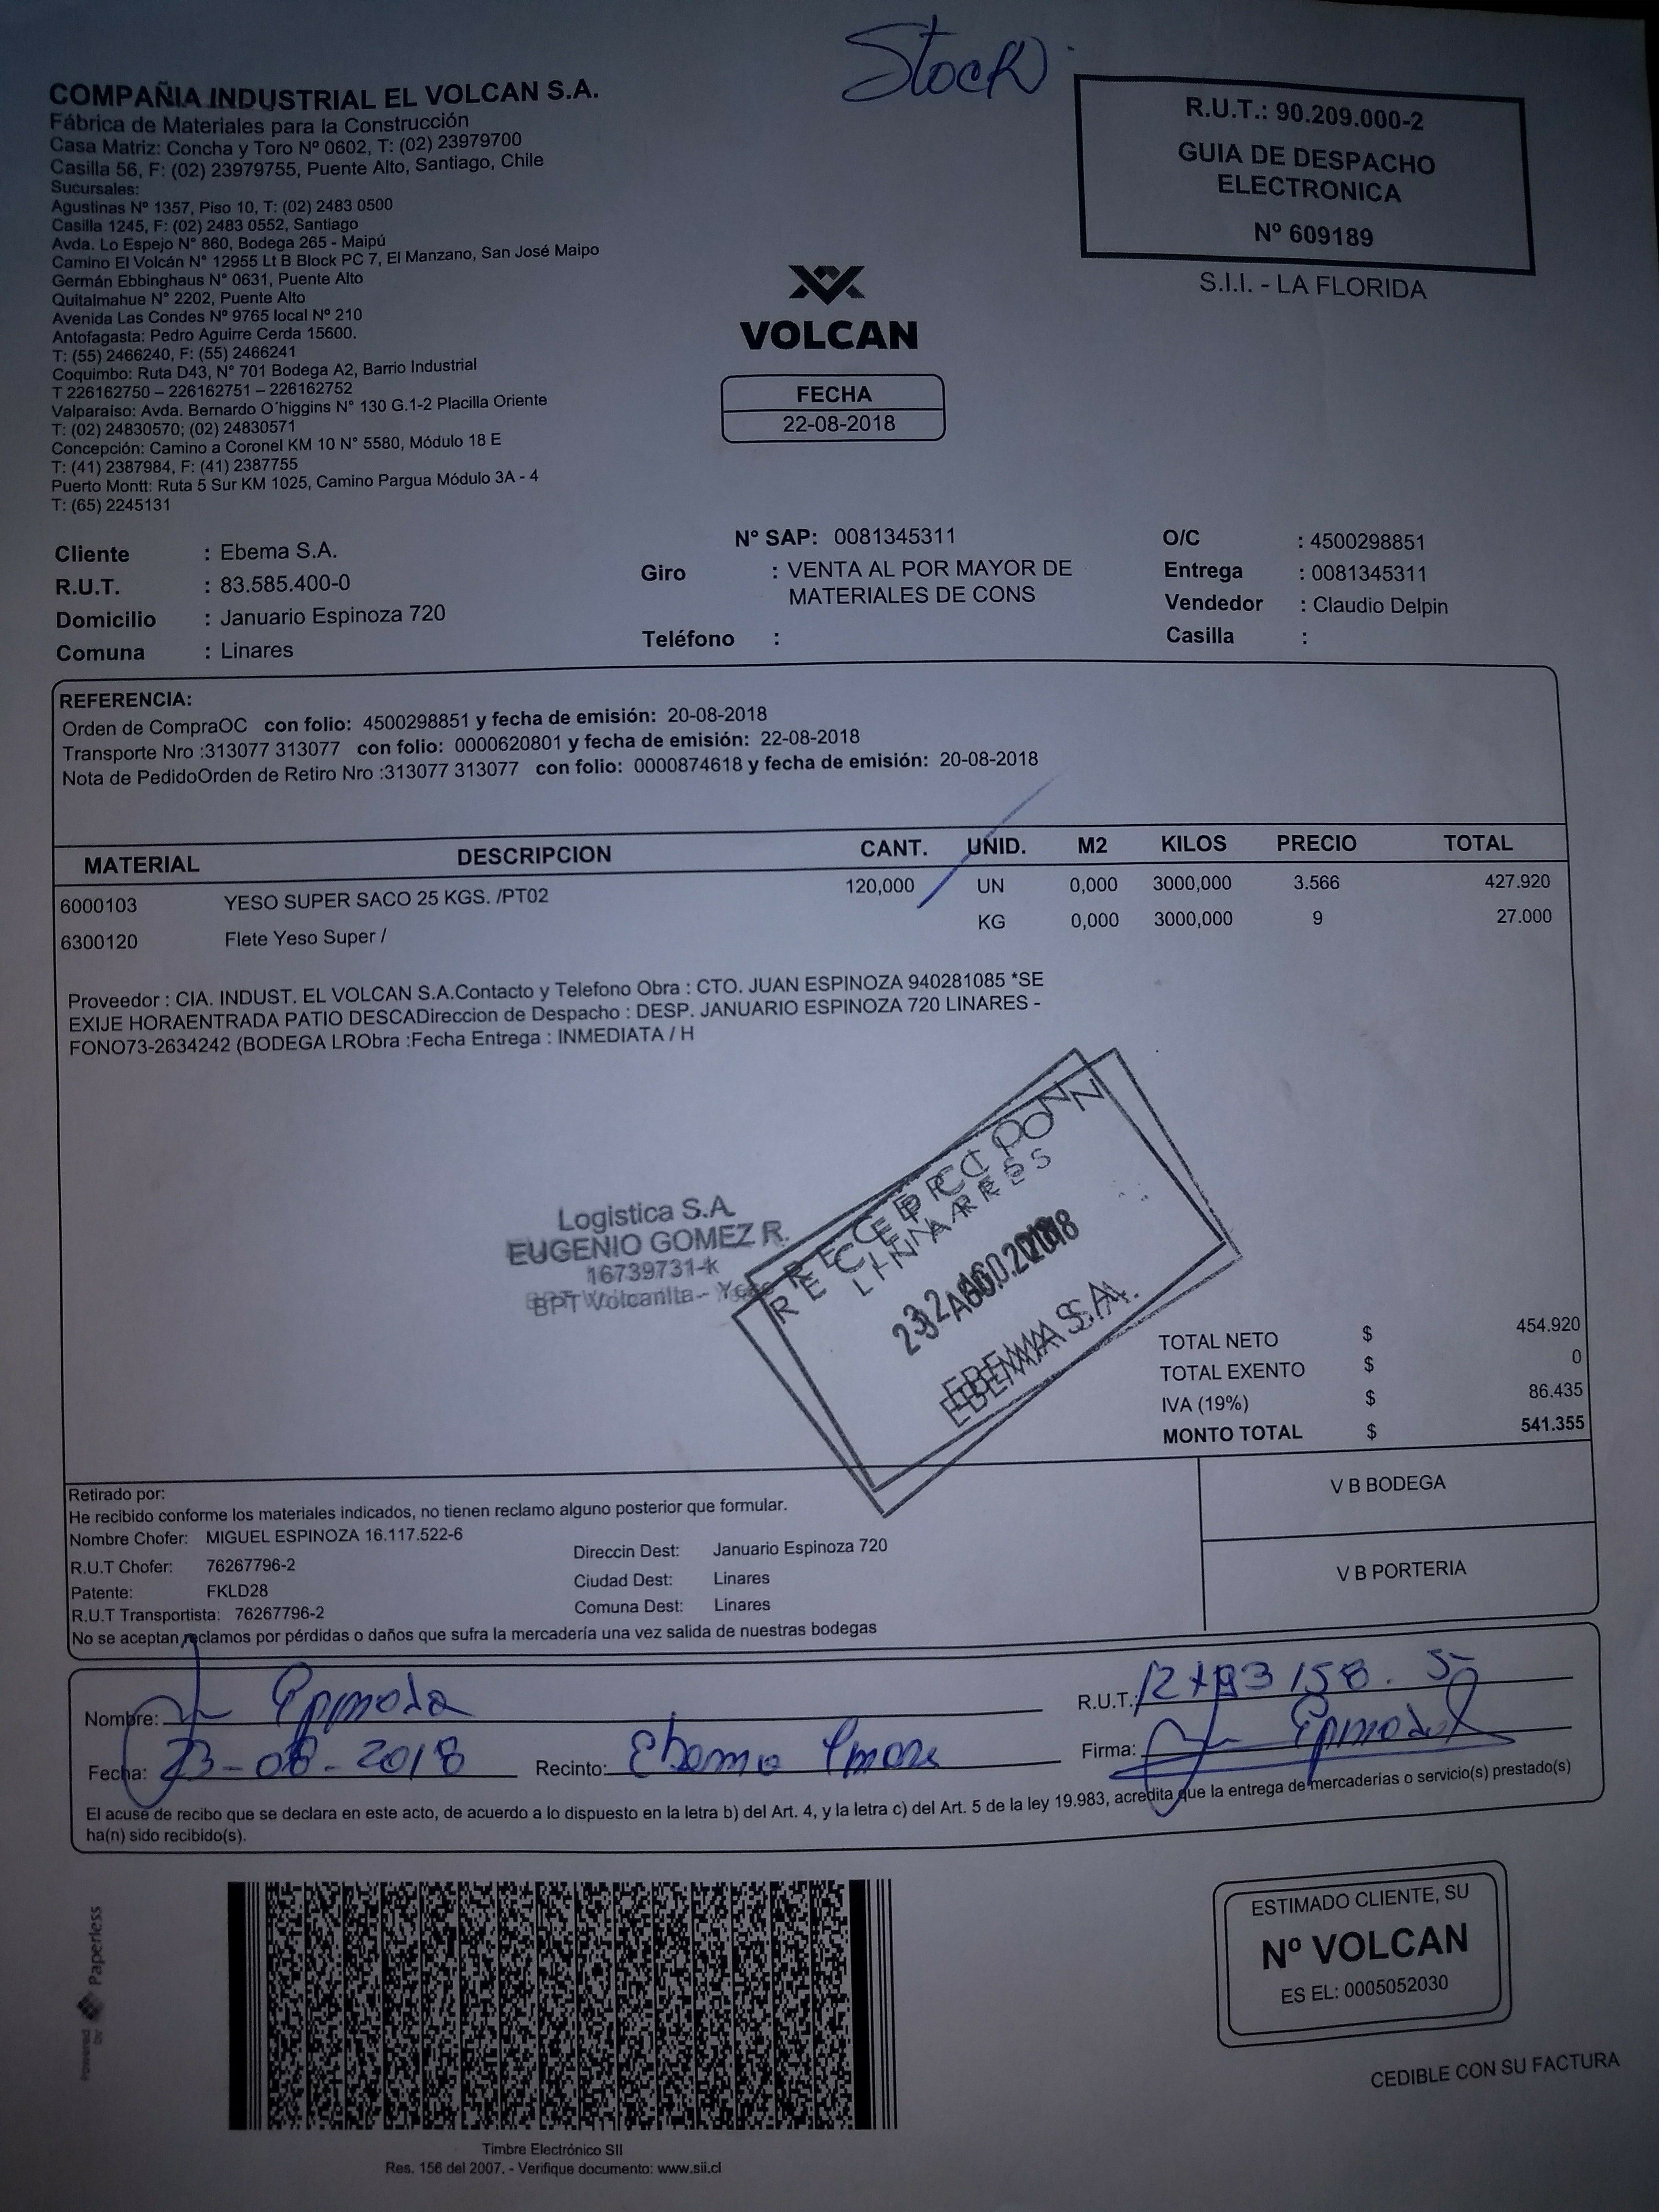 Stock
COMPAÑIA INDUSTRIAL EL VOLCAN S.A.
Fábrica de Materiales para la Construcción
Casa Matriz: Concha y Toro Nº 0602, T: (02) 23979700
Casilla 56, F: (02) 23979755, Puente Alto, Santiago, Chile
Sucursales:
Agustinas Nº 1357, Piso 10, T: (02) 2483 0500
Casilla 1245, F: (02) 2483 0552, Santiago
Avda. Lo Espejo N° 860, Bodega 265 - Maipú
Camino El Volcán N° 12955 Lt B Block PC 7, El Manzano, San José Maipo
Germán Ebbinghaus N° 0631, Puente Alto
Quitalmahue N° 2202, Puente Alto
Avenida Las Condes Nº 9765 local Nº 210
Antofagasta: Pedro Aguirre Cerda 15600.
T: (55) 2466240, F: (55) 2466241
Coquimbo: Ruta D43, N° 701 Bodega A2, Barrio Industrial
T 226162750 – 226162751 – 226162752
Valparaíso: Avda. Bernardo O´higgins N° 130 G.1-2 Placilla Oriente
T: (02) 24830570; (02) 24830571
Concepción: Camino a Coronel KM 10 N° 5580, Módulo 18 E
T: (41) 2387984, F: (41) 2387755
Puerto Montt: Ruta 5 Sur KM 1025, Camino Pargua Módulo 3A - 4
T: (65) 2245131
R.U.T.: 90.209.000-2
GUIA DE DESPACHO
ELECTRONICA
Nº 609189
S.I.I. - LA FLORIDA
VOLCAN
FECHA
22-08-2018
Cliente : Ebema S.A.
R.U.T. : 83.585.400-0
Domicilio : Januario Espinoza 720
Comuna : Linares
N° SAP: 0081345311
Giro : VENTA AL POR MAYOR DE
MATERIALES DE CONS
Teléfono :
O/C : 4500298851
Entrega : 0081345311
Vendedor : Claudio Delpin
Casilla :
REFERENCIA:
Orden de CompraOC con folio: 4500298851 y fecha de emisión: 20-08-2018
Transporte Nro :313077 313077 con folio: 0000620801 y fecha de emisión: 22-08-2018
Nota de PedidoOrden de Retiro Nro :313077 313077 con folio: 0000874618 y fecha de emisión: 20-08-2018
MATERIAL DESCRIPCION CANT. UNID. M2 KILOS PRECIO TOTAL
6000103 YESO SUPER SACO 25 KGS. /PT02 120,000 UN 0,000 3000,000 3.566 427.920
6300120 Flete Yeso Super / KG 0,000 3000,000 9 27.000
Proveedor : CIA. INDUST. EL VOLCAN S.A.Contacto y Telefono Obra : CTO. JUAN ESPINOZA 940281085 *SE
EXIJE HORAENTRADA PATIO DESCADireccion de Despacho : DESP. JANUARIO ESPINOZA 720 LINARES -
FONO73-2634242 (BODEGA LRObra :Fecha Entrega : INMEDIATA / H
Logistica S.A.
EUGENIO GOMEZ R.
16739731-k
BPT Volcanita-
RECEPCION
LINARES
AGO. 2018
EBEMA S.A.
TOTAL NETO $ 454.920
TOTAL EXENTO $ 0
IVA (19%) $ 86.435
MONTO TOTAL $ 541.355
Retirado por:
He recibido conforme los materiales indicados, no tienen reclamo alguno posterior que formular.
Nombre Chofer: MIGUEL ESPINOZA 16.117.522-6
R.U.T Chofer: 76267796-2
Patente: FKLD28
R.U.T Transportista: 76267796-2
Direccin Dest: Januario Espinoza 720
Ciudad Dest: Linares
Comuna Dest: Linares
No se aceptan reclamos por pérdidas o daños que sufra la mercadería una vez salida de nuestras bodegas
V B BODEGA
V B PORTERIA
Nombre:
R.U.T.:
Fecha: 23-08-2018 Recinto: Ebema
Firma:
El acuse de recibo que se declara en este acto, de acuerdo a lo dispuesto en la letra b) del Art. 4, y la letra c) del Art. 5 de la ley 19.983, acredita que la entrega de mercaderías o servicio(s) prestado(s)
ha(n) sido recibido(s).
Powered by Paperless
Timbre Electrónico SII
Res. 156 del 2007. - Verifique documento: www.sii.cl
ESTIMADO CLIENTE, SU
Nº VOLCAN
ES EL: 0005052030
CEDIBLE CON SU FACTURA